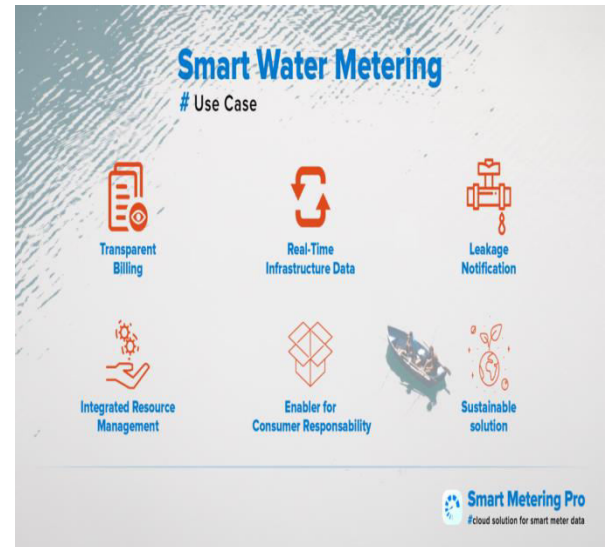 Smart Water Metering
# Use Case
Transparent
Billing
Real-Time
Infrastructure Data
Leakage
Notification
Integrated Resource
Management
Enabler for
Consumer Responsability
Sustainable
solution
Smart Metering Pro
#cloud solution for smart meter data